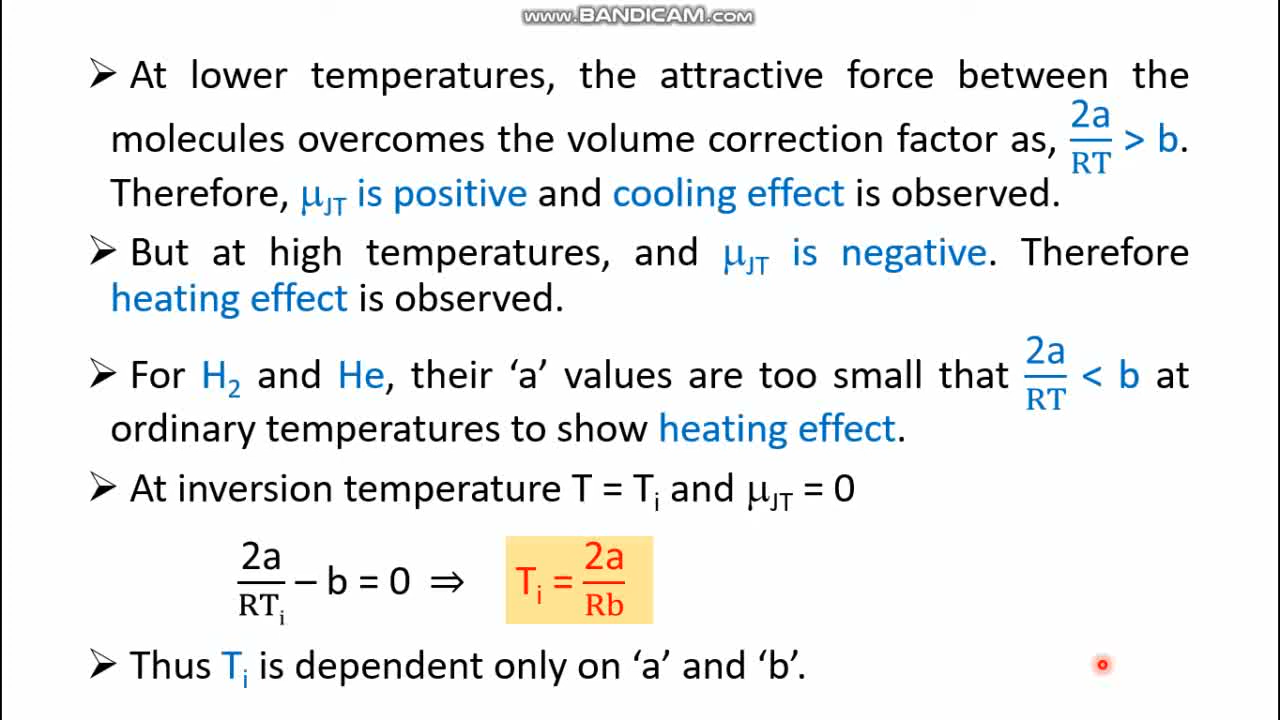 www.BANDICAM.com
➢ At lower temperatures, the attractive force between the
molecules overcomes the volume correction factor as, 2a/RT > b.
Therefore, μJT is positive and cooling effect is observed.
➢ But at high temperatures, and μJT is negative. Therefore
heating effect is observed.
➢ For H₂ and He, their ‘a’ values are too small that 2a/RT < b at
ordinary temperatures to show heating effect.
➢ At inversion temperature T = Tᵢ and μJT = 0
2a/RTᵢ – b = 0 ⇒ Tᵢ = 2a/Rb
➢ Thus Tᵢ is dependent only on ‘a’ and ‘b’.